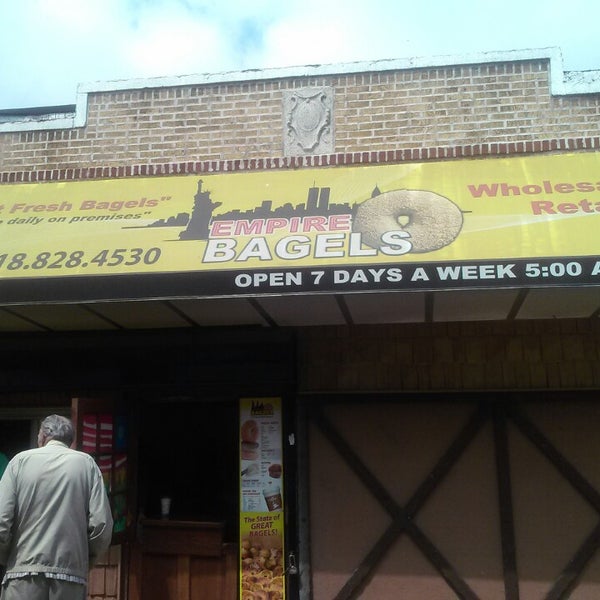 t Fresh Bagels"
daily on premises"
18.828.4530
EMPIRE
BAGELS
Wholesa
Reta
OPEN 7 DAYS A WEEK 5:00 A
The State of
GREAT
BAGELS!